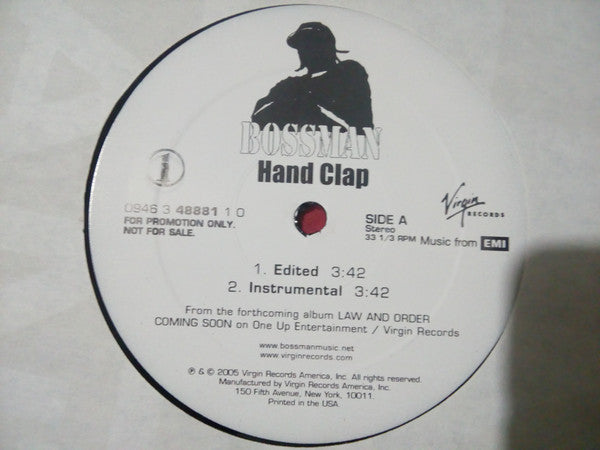 BOSSMAN
Hand Clap
1
0946 3 48881 1 0
FOR PROMOTION ONLY.
NOT FOR SALE.
SIDE A
Stereo
33 1/3 RPM Music from EMI
Virgin
RECORDS
1. Edited 3:42
2. Instrumental 3:42
From the forthcoming album LAW AND ORDER
COMING SOON on One Up Entertainment / Virgin Records
www.bossmanmusic.net
www.virginrecords.com
℗ & © 2005 Virgin Records America, Inc. All rights reserved.
Manufactured by Virgin Records America, Inc.
150 Fifth Avenue, New York, 10011.
Printed in the USA.